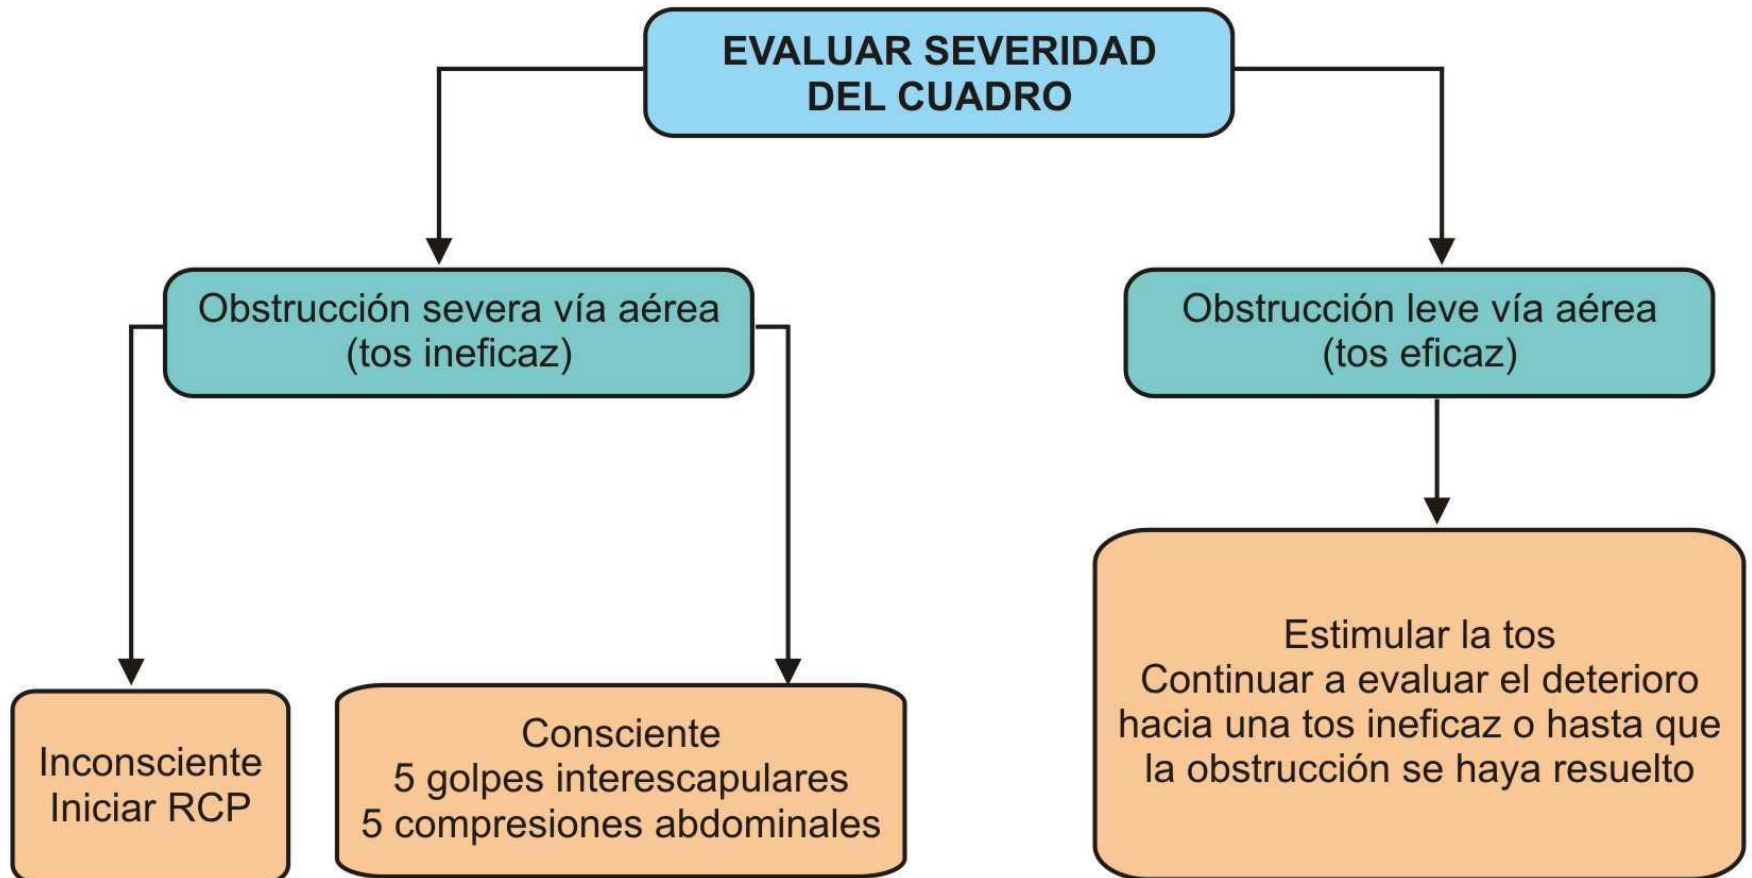 EVALUAR SEVERIDAD
DEL CUADRO
Obstrucción severa vía aérea
(tos ineficaz)
Obstrucción leve vía aérea
(tos eficaz)
Inconsciente
Iniciar RCP
Consciente
5 golpes interescapulares
5 compresiones abdominales
Estimular la tos
Continuar a evaluar el deterioro
hacia una tos ineficaz o hasta que
la obstrucción se haya resuelto